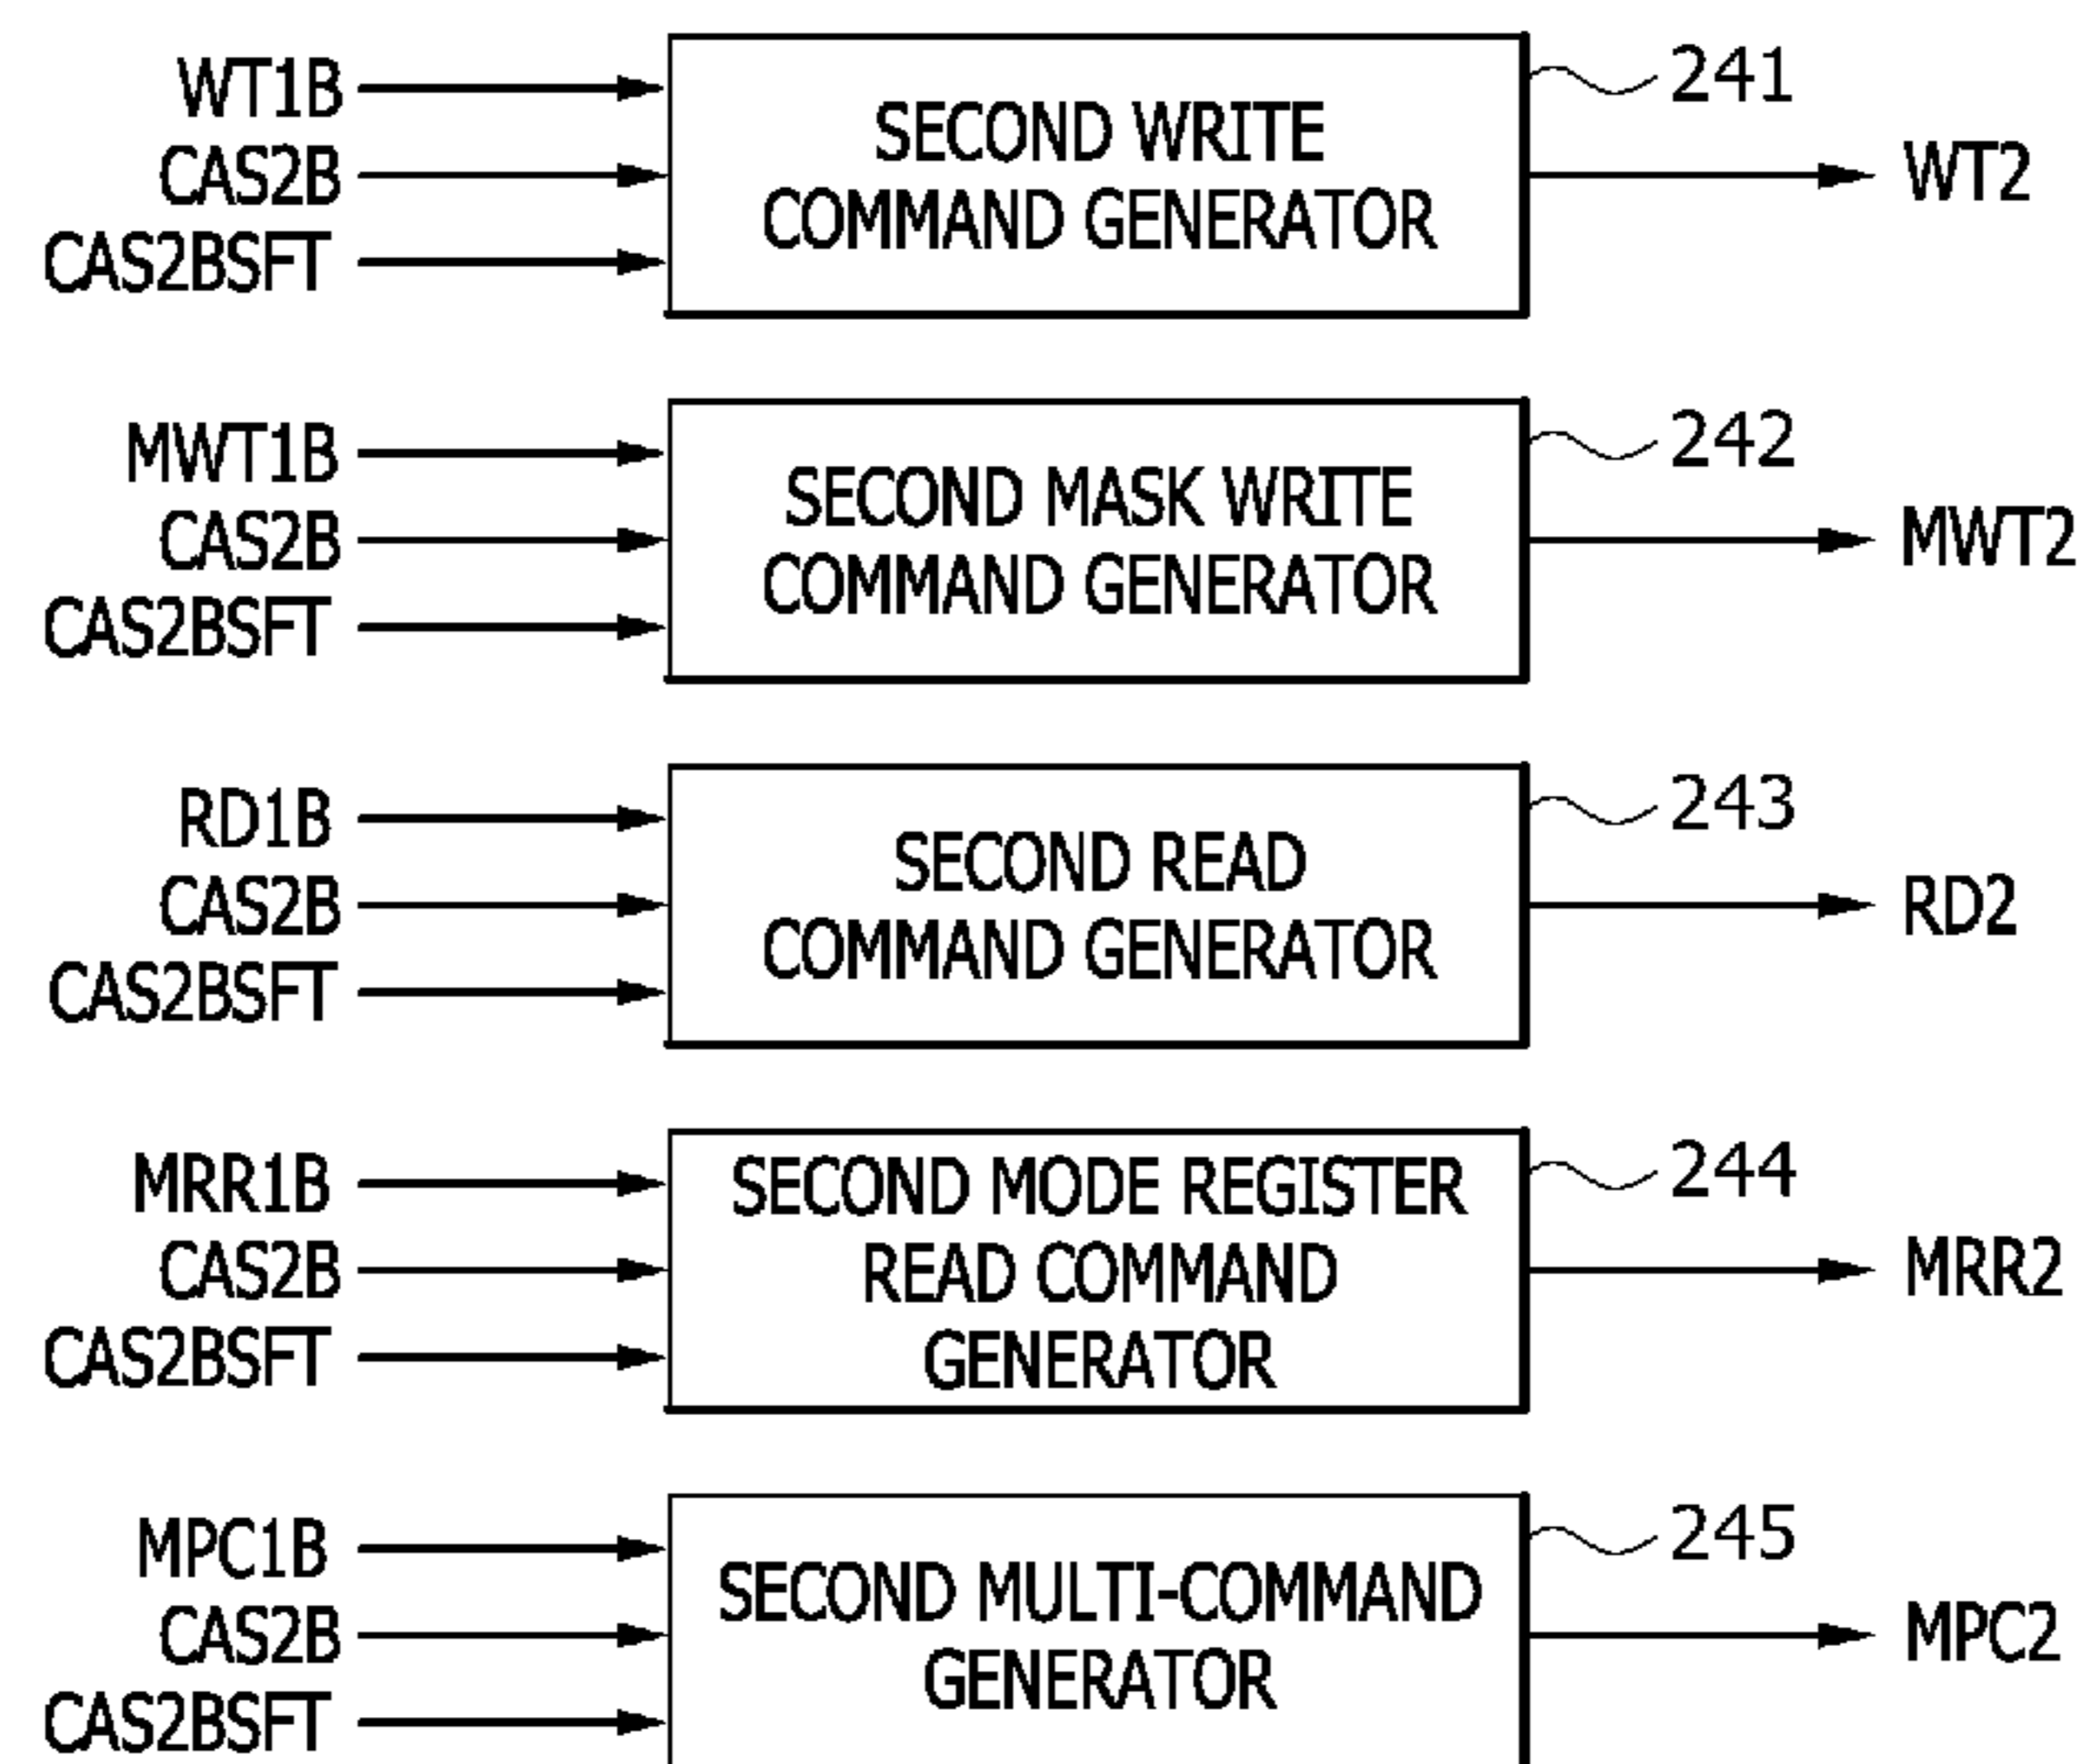 WT1B
CAS2B
CAS2BSFT
SECOND WRITE
COMMAND GENERATOR
241
WT2
MWT1B
CAS2B
CAS2BSFT
SECOND MASK WRITE
COMMAND GENERATOR
242
MWT2
RD1B
CAS2B
CAS2BSFT
SECOND READ
COMMAND GENERATOR
243
RD2
MRR1B
CAS2B
CAS2BSFT
SECOND MODE REGISTER
READ COMMAND
GENERATOR
244
MRR2
MPC1B
CAS2B
CAS2BSFT
SECOND MULTI-COMMAND
GENERATOR
245
MPC2